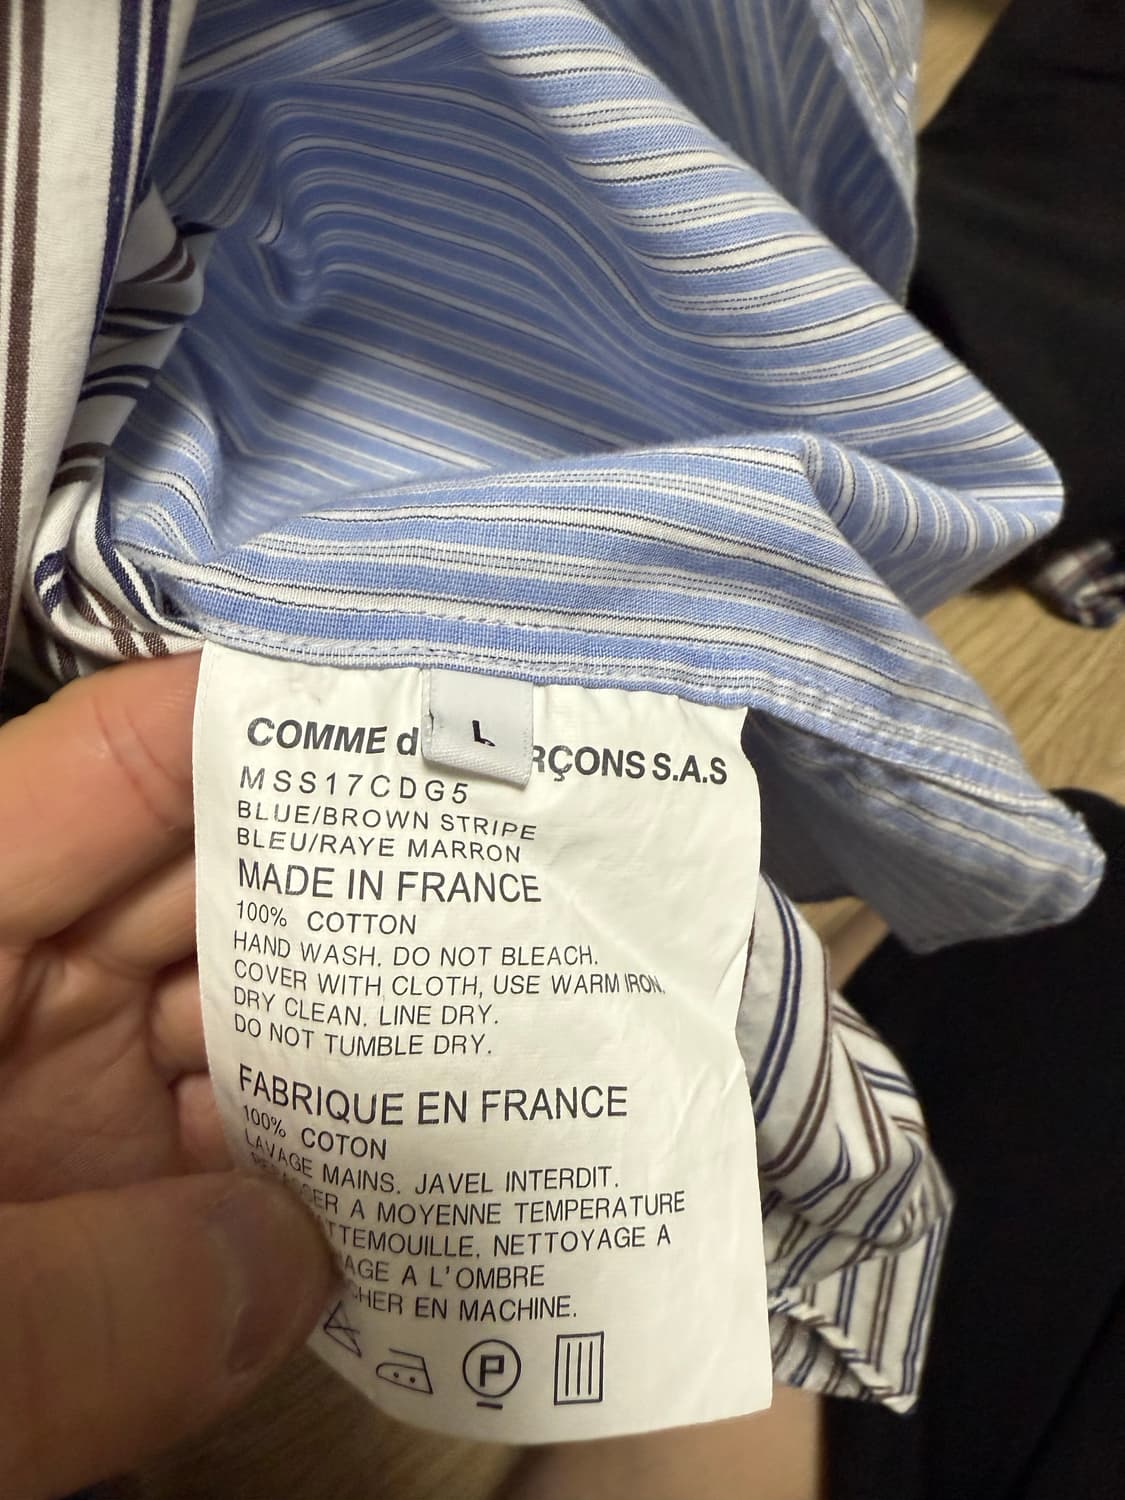 L
COMME d RÇONS S.A.S
MSS17CDG5
BLUE/BROWN STRIPE
BLEU/RAYE MARRON
MADE IN FRANCE
100% COTTON
HAND WASH. DO NOT BLEACH.
COVER WITH CLOTH, USE WARM IRON.
DRY CLEAN. LINE DRY.
DO NOT TUMBLE DRY.
FABRIQUE EN FRANCE
100% COTON
LAVAGE MAINS. JAVEL INTERDIT.
A MOYENNE TEMPERATURE
NETTOYAGE A
A L'OMBRE
EN MACHINE.
P